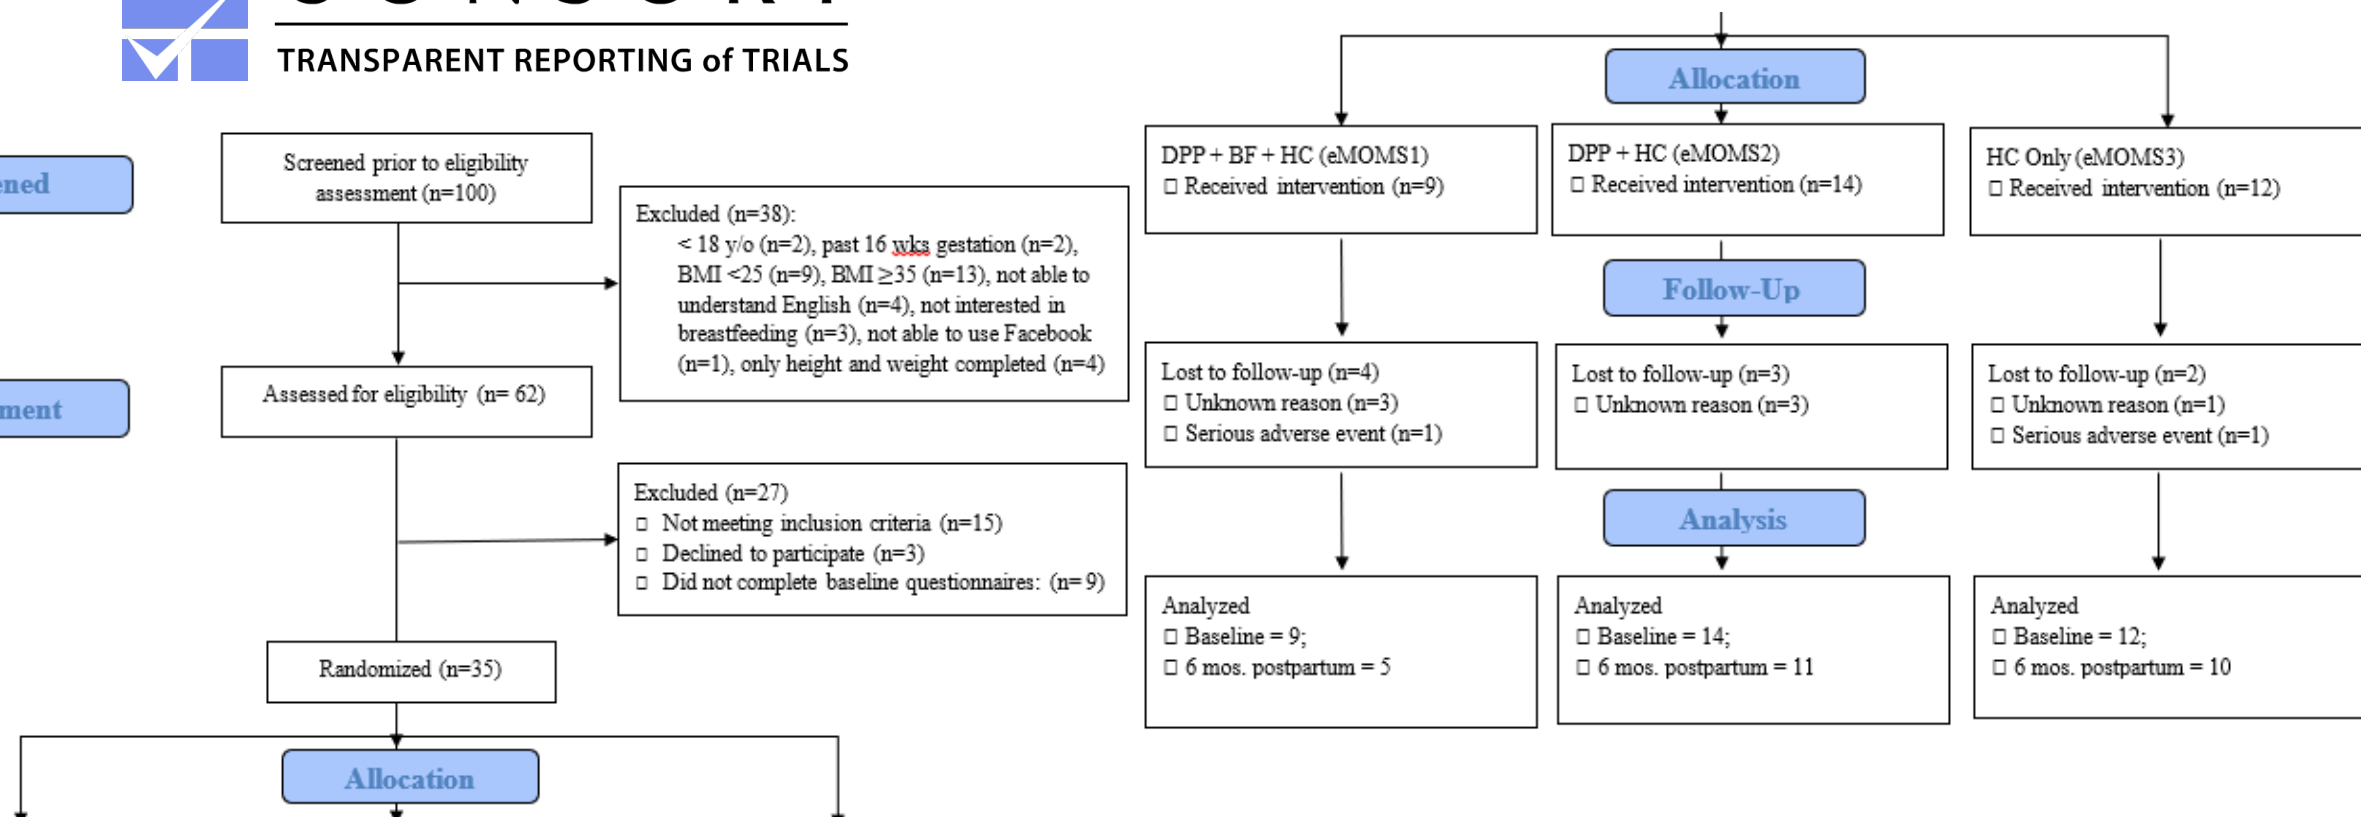 TRANSPARENT REPORTING of TRIALS
Screened prior to eligibility
assessment (n=100)
Excluded (n=38):
< 18 y/o (n=2), past 16 wks gestation (n=2),
BMI <25 (n=9), BMI ≥35 (n=13), not able to
understand English (n=4), not interested in
breastfeeding (n=3), not able to use Facebook
(n=1), only height and weight completed (n=4)
Assessed for eligibility (n= 62)
Excluded (n=27)
□ Not meeting inclusion criteria (n=15)
□ Declined to participate (n=3)
□ Did not complete baseline questionnaires: (n= 9)
Randomized (n=35)
Allocation
Allocation
DPP + BF + HC (eMOMS1)
□ Received intervention (n=9)
DPP + HC (eMOMS2)
□ Received intervention (n=14)
HC Only (eMOMS3)
□ Received intervention (n=12)
Follow-Up
Lost to follow-up (n=4)
□ Unknown reason (n=3)
□ Serious adverse event (n=1)
Lost to follow-up (n=3)
□ Unknown reason (n=3)
Lost to follow-up (n=2)
□ Unknown reason (n=1)
□ Serious adverse event (n=1)
Analysis
Analyzed
□ Baseline = 9;
□ 6 mos. postpartum = 5
Analyzed
□ Baseline = 14;
□ 6 mos. postpartum = 11
Analyzed
□ Baseline = 12;
□ 6 mos. postpartum = 10